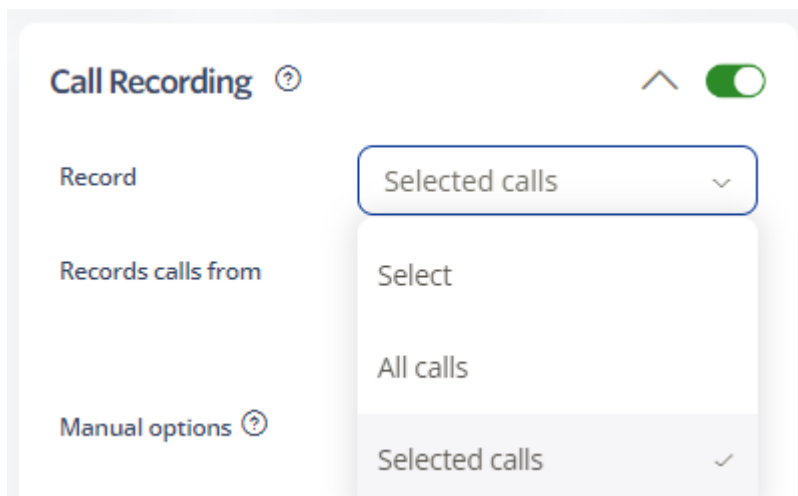 Call Recording
Record
Selected calls
Records calls from
Select
All calls
Manual options
Selected calls